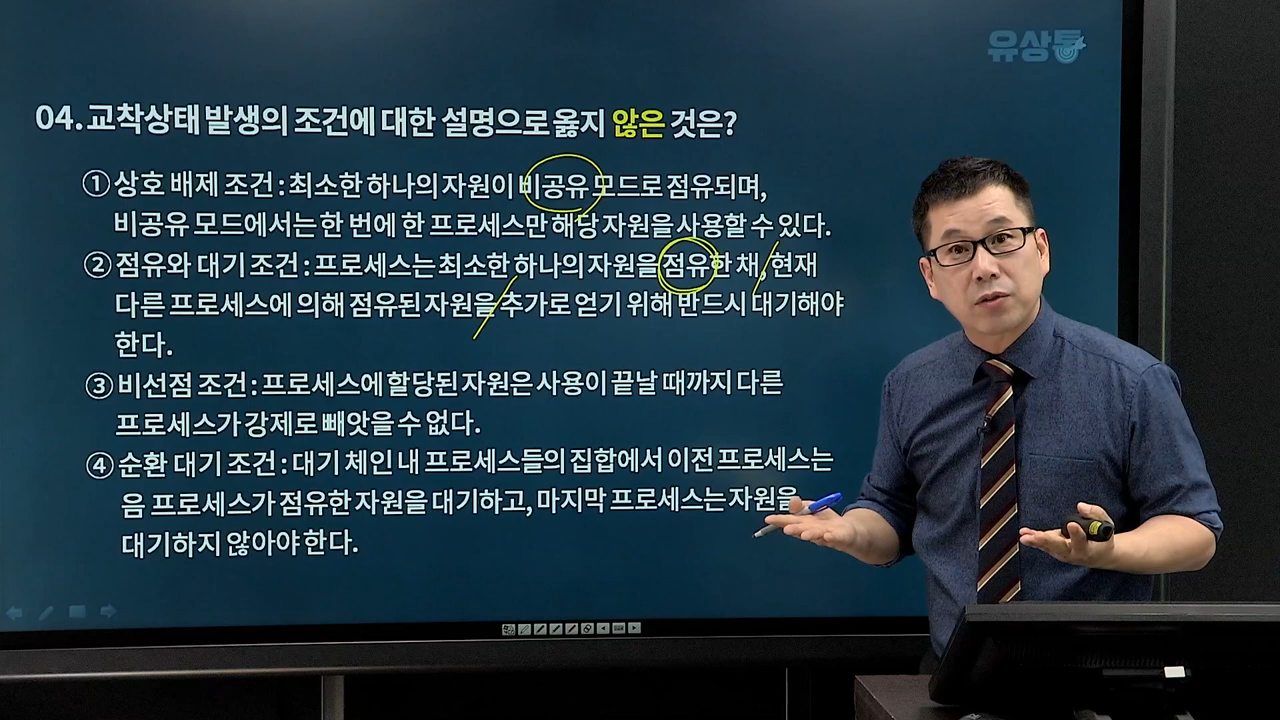 유상통
04. 교착상태 발생의 조건에 대한 설명으로 옳지 않은 것은?
① 상호 배제 조건 : 최소한 하나의 자원이 비공유 모드로 점유되며,
비공유 모드에서는 한 번에 한 프로세스만 해당 자원을 사용할 수 있다.
② 점유와 대기 조건 : 프로세스는 최소한 하나의 자원을 점유한 채, 현재
다른 프로세스에 의해 점유된 자원을 추가로 얻기 위해 반드시 대기해야
한다.
③ 비선점 조건 : 프로세스에 할당된 자원은 사용이 끝날 때까지 다른
프로세스가 강제로 빼앗을 수 없다.
④ 순환 대기 조건 : 대기 체인 내 프로세스들의 집합에서 이전 프로세스는
음 프로세스가 점유한 자원을 대기하고, 마지막 프로세스는 자원을
대기하지 않아야 한다.